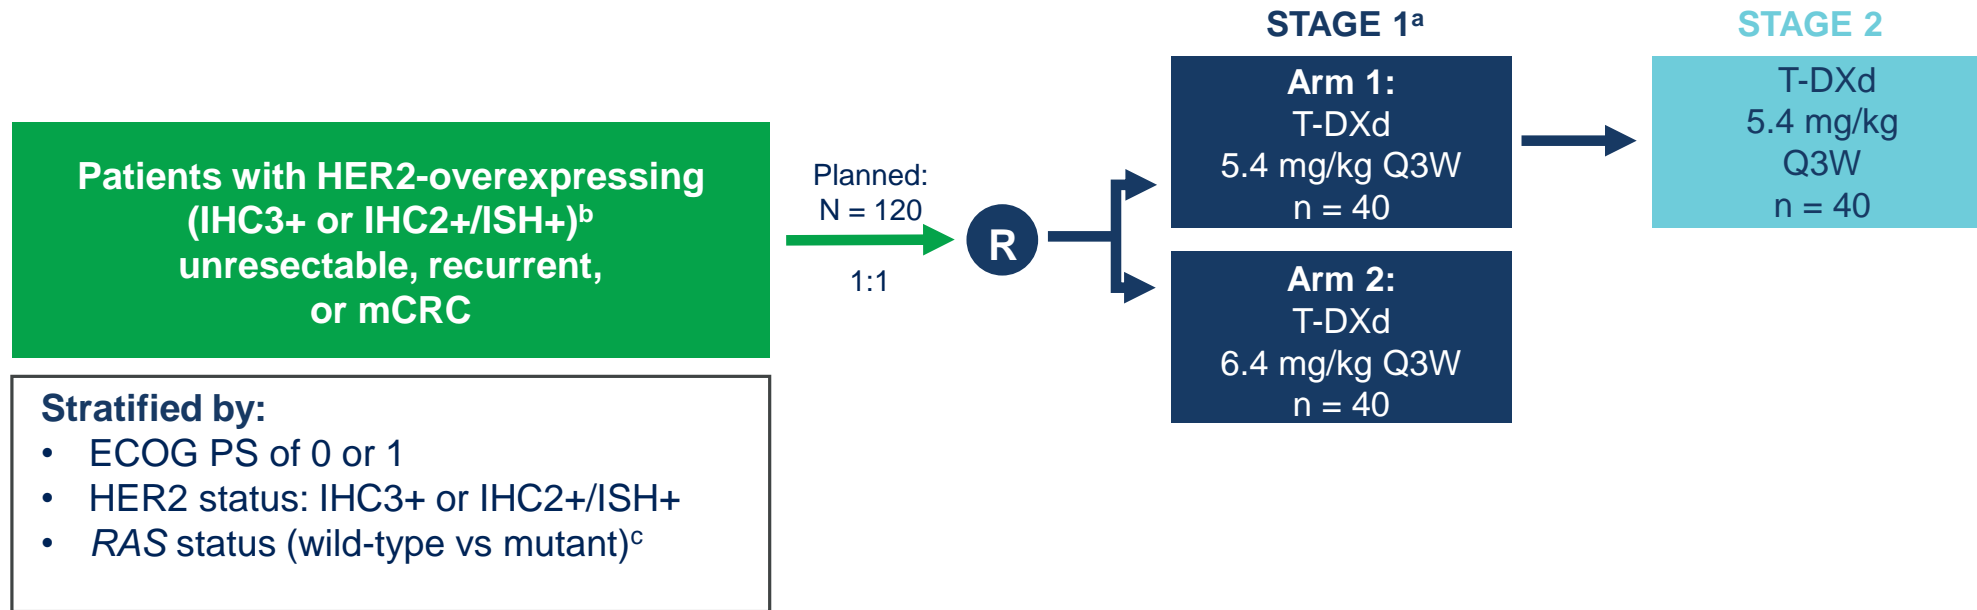 Patients with HER2-overexpressing
(IHC3+ or IHC2+/ISH+)ᵇ
unresectable, recurrent,
or mCRC
Stratified by:
• ECOG PS of 0 or 1
• HER2 status: IHC3+ or IHC2+/ISH+
• RAS status (wild-type vs mutant)ᶜ
Planned:
N = 120
1:1
R
STAGE 1ᵃ
Arm 1:
T-DXd
5.4 mg/kg Q3W
n = 40
Arm 2:
T-DXd
6.4 mg/kg Q3W
n = 40
STAGE 2
T-DXd
5.4 mg/kg
Q3W
n = 40